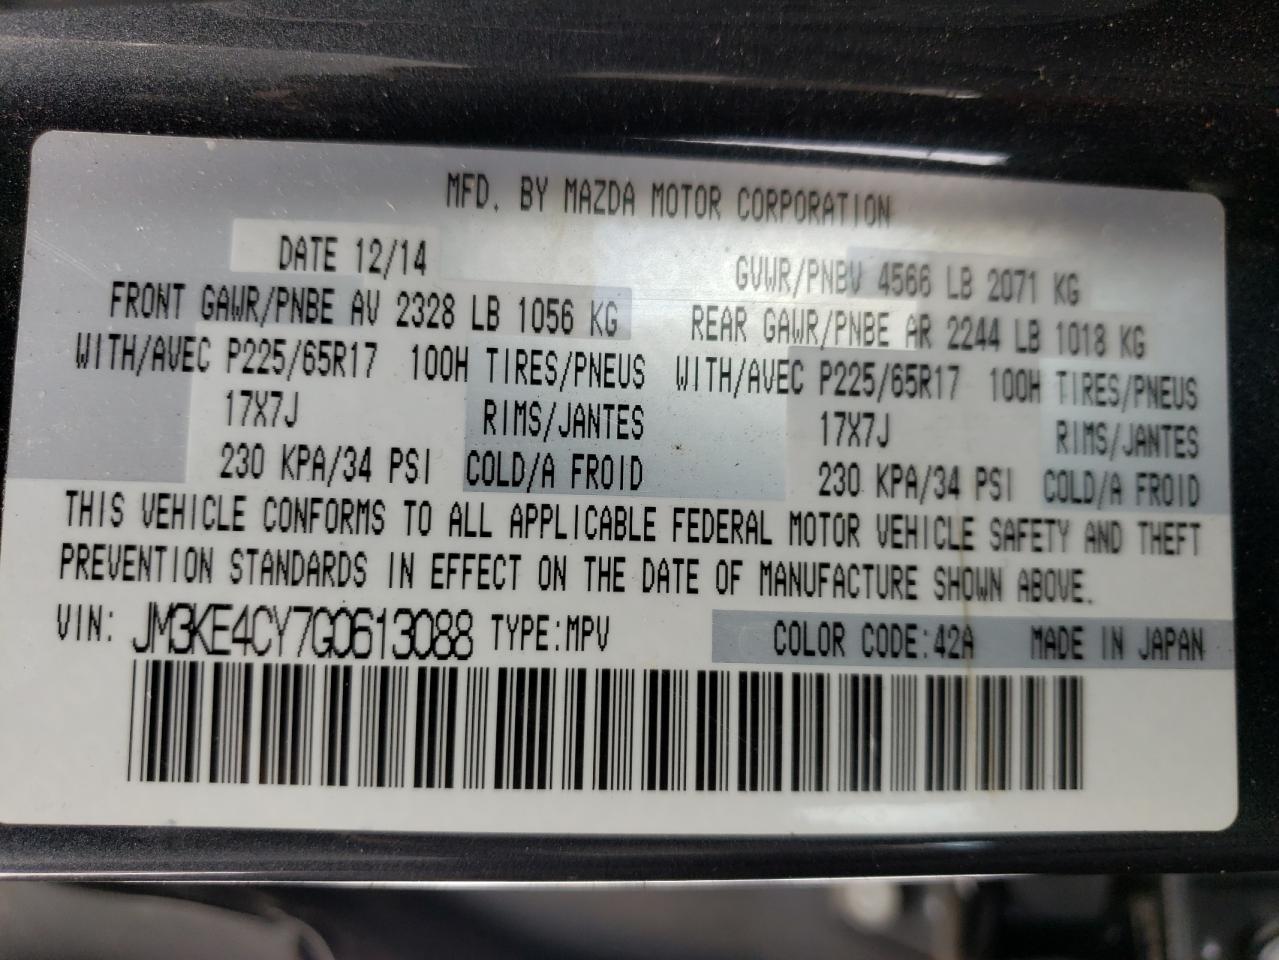 MFD. BY MAZDA MOTOR CORPORATION
DATE 12/14 GVWR/PNBV 4566 LB 2071 KG
FRONT GAWR/PNBE AV 2328 LB 1056 KG REAR GAWR/PNBE AR 2244 LB 1018 KG
WITH/AVEC P225/65R17 100H TIRES/PNEUS WITH/AVEC P225/65R17 100H TIRES/PNEUS
17X7J RIMS/JANTES 17X7J RIMS/JANTES
230 KPA/34 PSI COLD/A FROID 230 KPA/34 PSI COLD/A FROID
THIS VEHICLE CONFORMS TO ALL APPLICABLE FEDERAL MOTOR VEHICLE SAFETY AND THEFT
PREVENTION STANDARDS IN EFFECT ON THE DATE OF MANUFACTURE SHOWN ABOVE.
VIN: JM3KE4CY7G0613088 TYPE:MPV COLOR CODE:42A MADE IN JAPAN